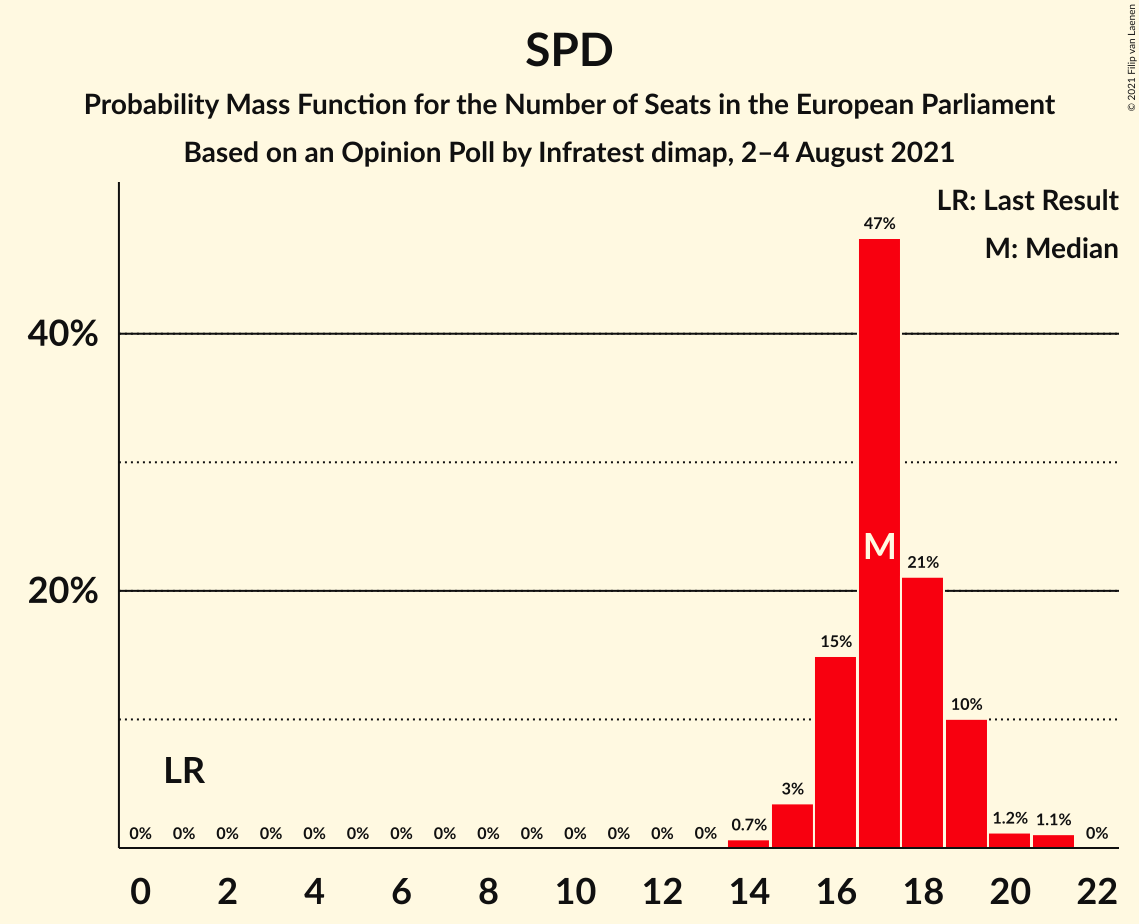 SPD
Probability Mass Function for the Number of Seats in the European Parliament
Based on an Opinion Poll by Infratest dimap, 2–4 August 2021
© 2021 Filip van Laenen
LR: Last Result
M: Median
47%
40%
M
21%
20%
15%
10%
LR
3%
0% 0% 0% 0% 0% 0% 0% 0% 0% 0% 0% 0% 0% 0% 0.7% 1.2% 1.1% 0%
0 2 4 6 8 10 12 14 16 18 20 22